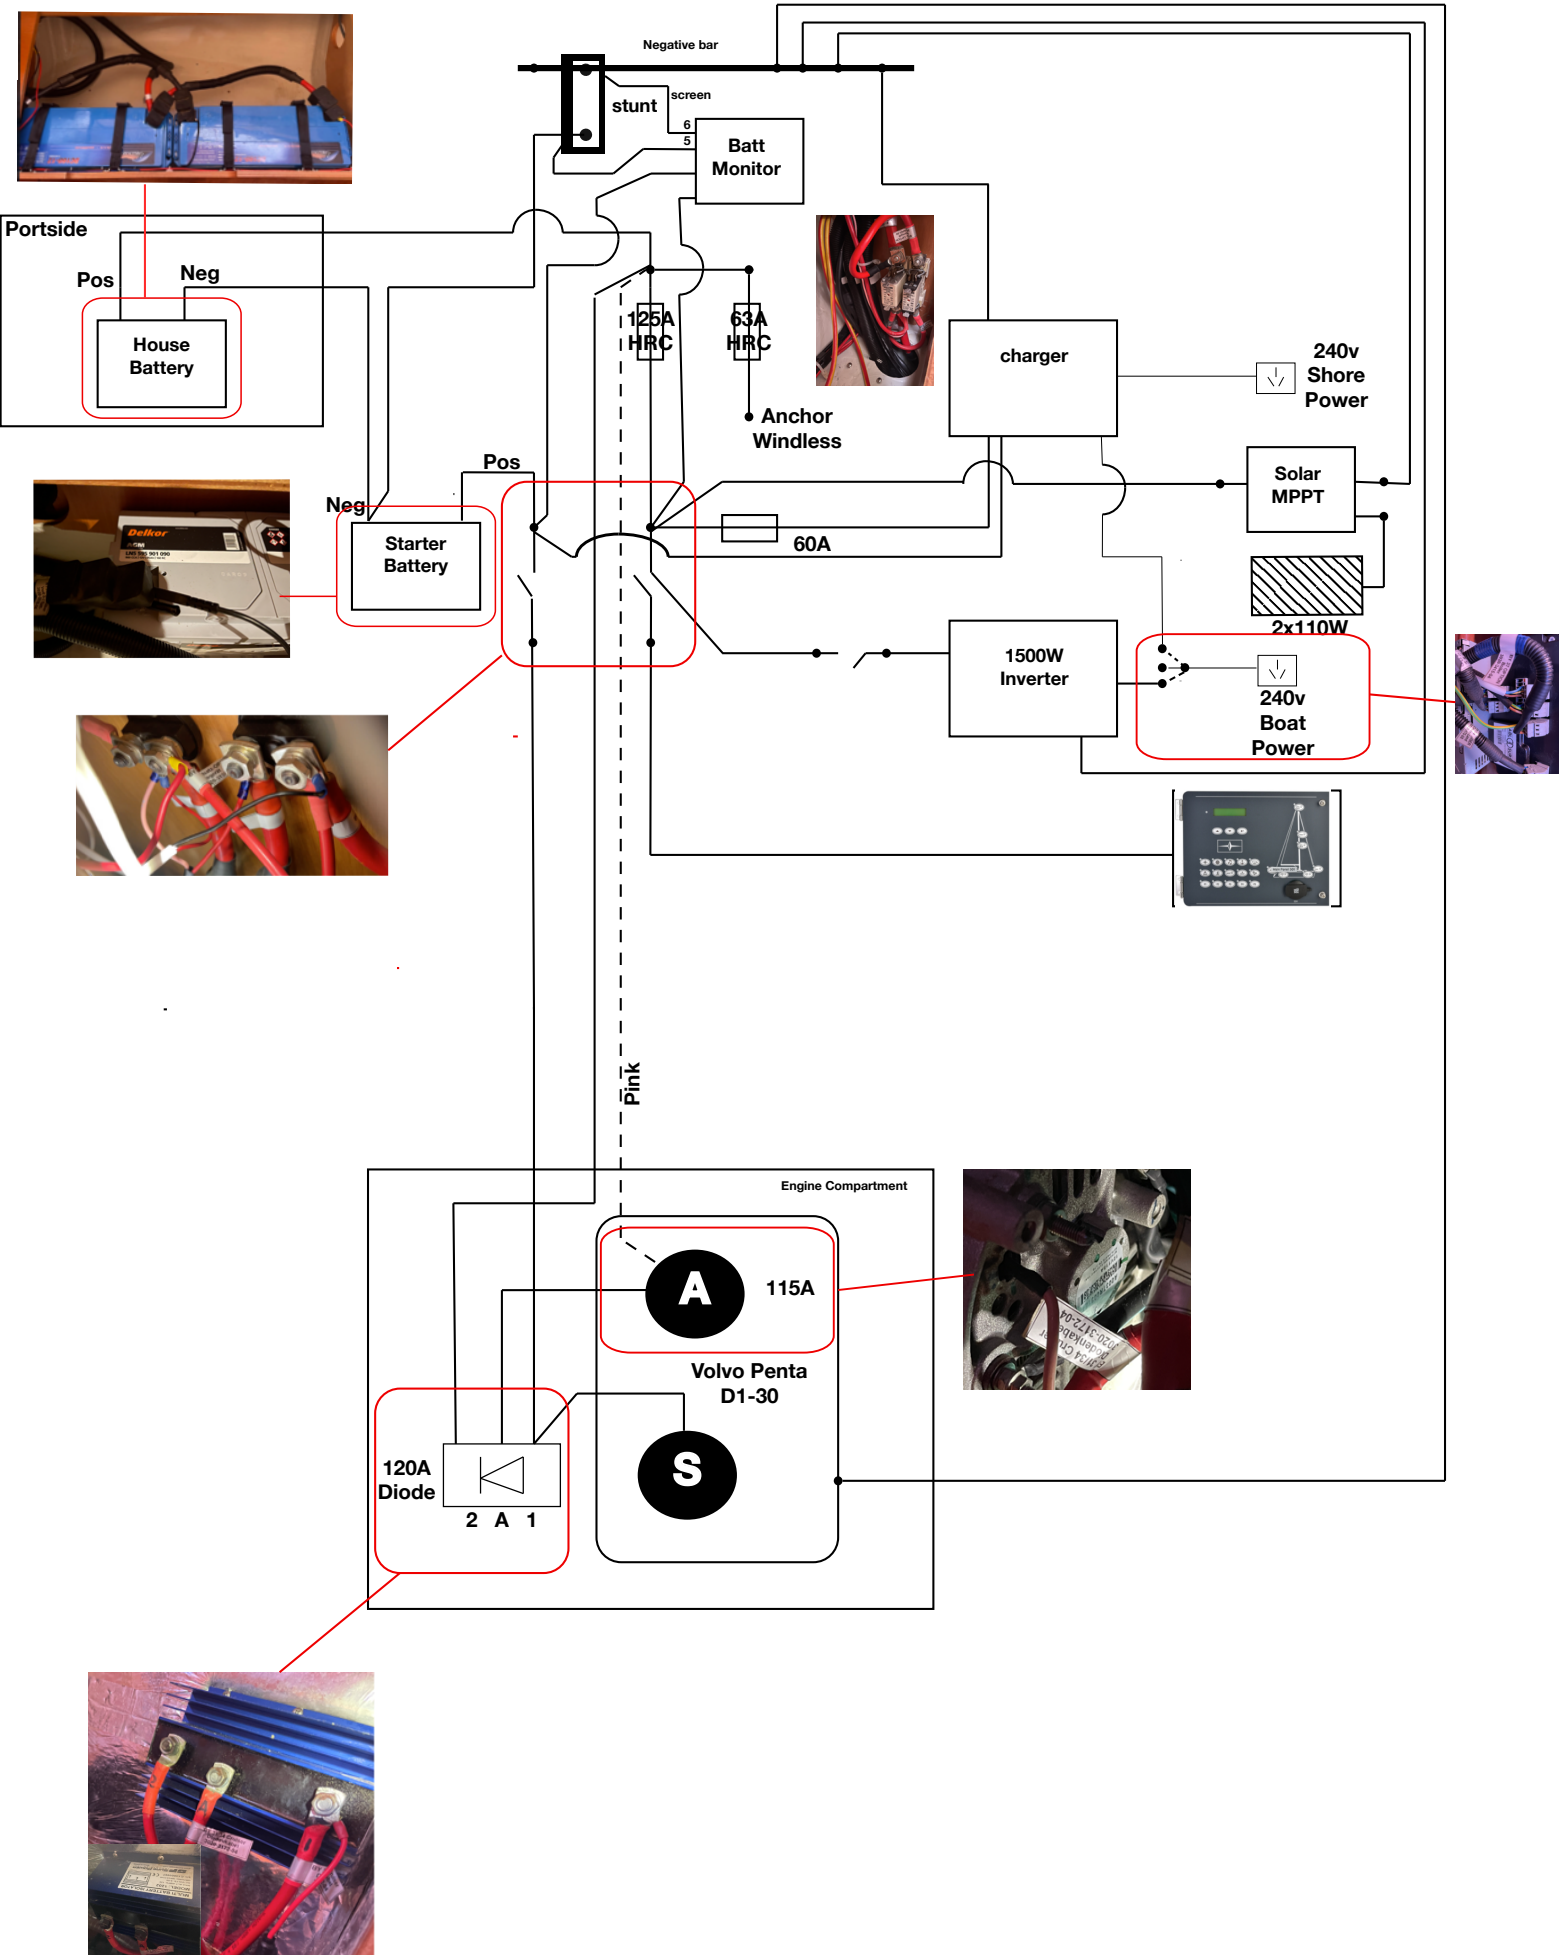 Negative bar
stunt
screen
6
5
Batt
Monitor
Portside
Pos
Neg
House
Battery
125A
HRC
63A
HRC
Anchor
Windless
charger
240v
Shore
Power
Solar
MPPT
Pos
Neg
Starter
Battery
Delkor
AGM
60A
2x110W
1500W
Inverter
240v
Boat
Power
Pink
Engine Compartment
A
115A
Volvo Penta
D1-30
S
120A
Diode
2 A 1